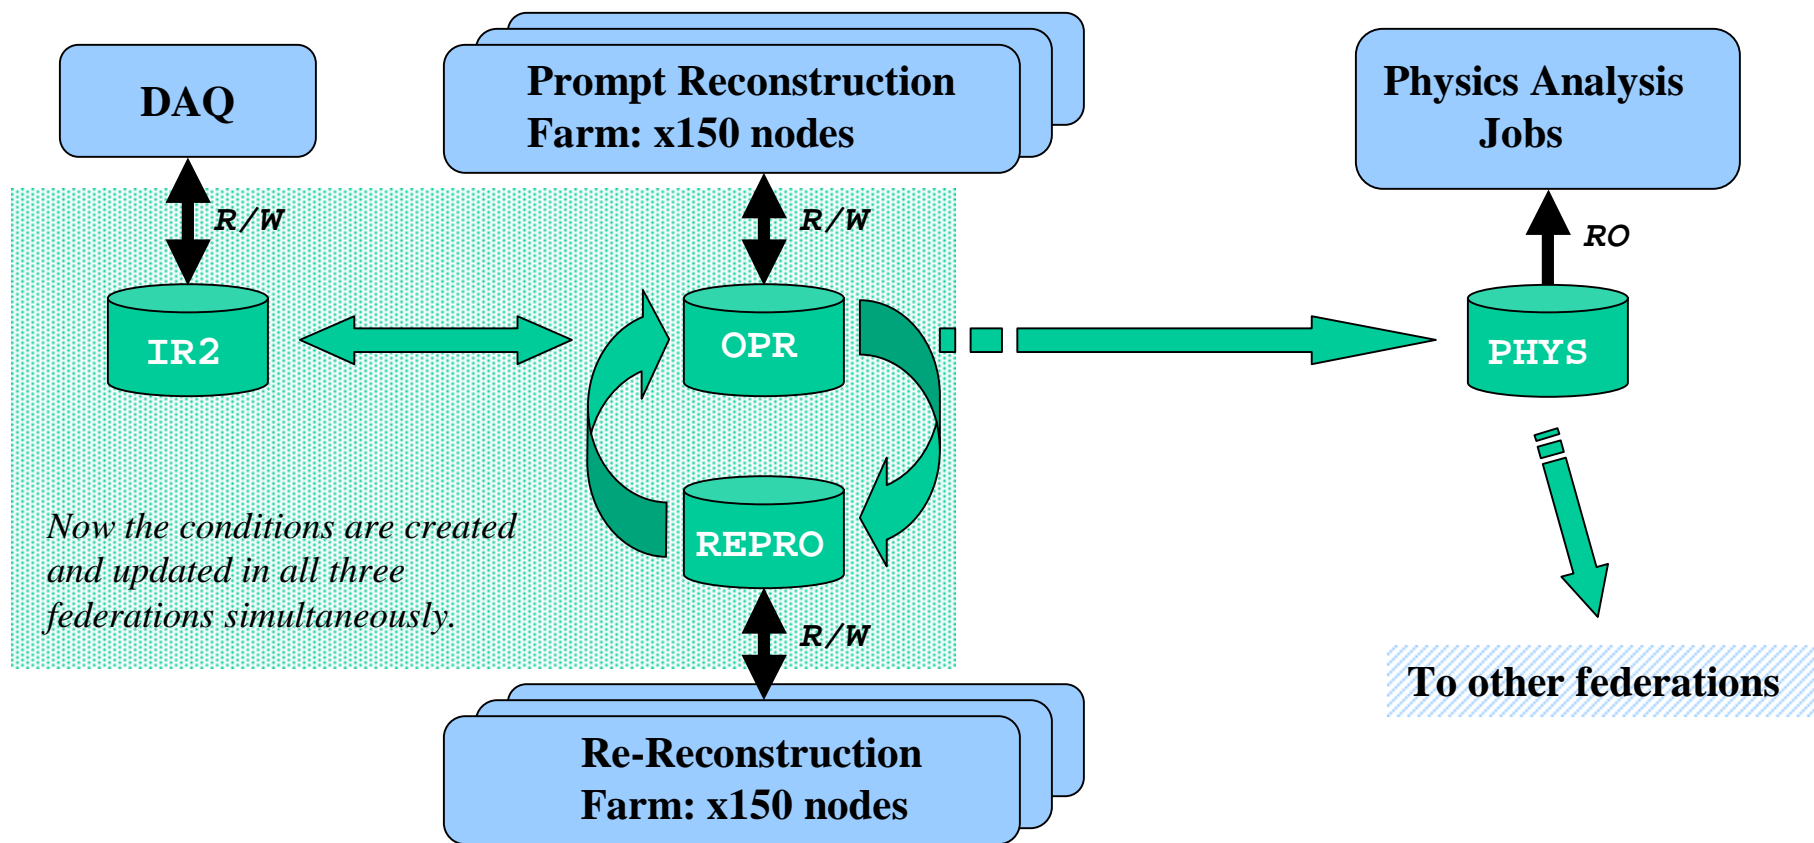 DAQ
Prompt Reconstruction
Farm: x150 nodes
Physics Analysis
Jobs
R/W
R/W
RO
IR2
OPR
PHYS
Now the conditions are created
and updated in all three
federations simultaneously.
REPRO
R/W
To other federations
Re-Reconstruction
Farm: x150 nodes